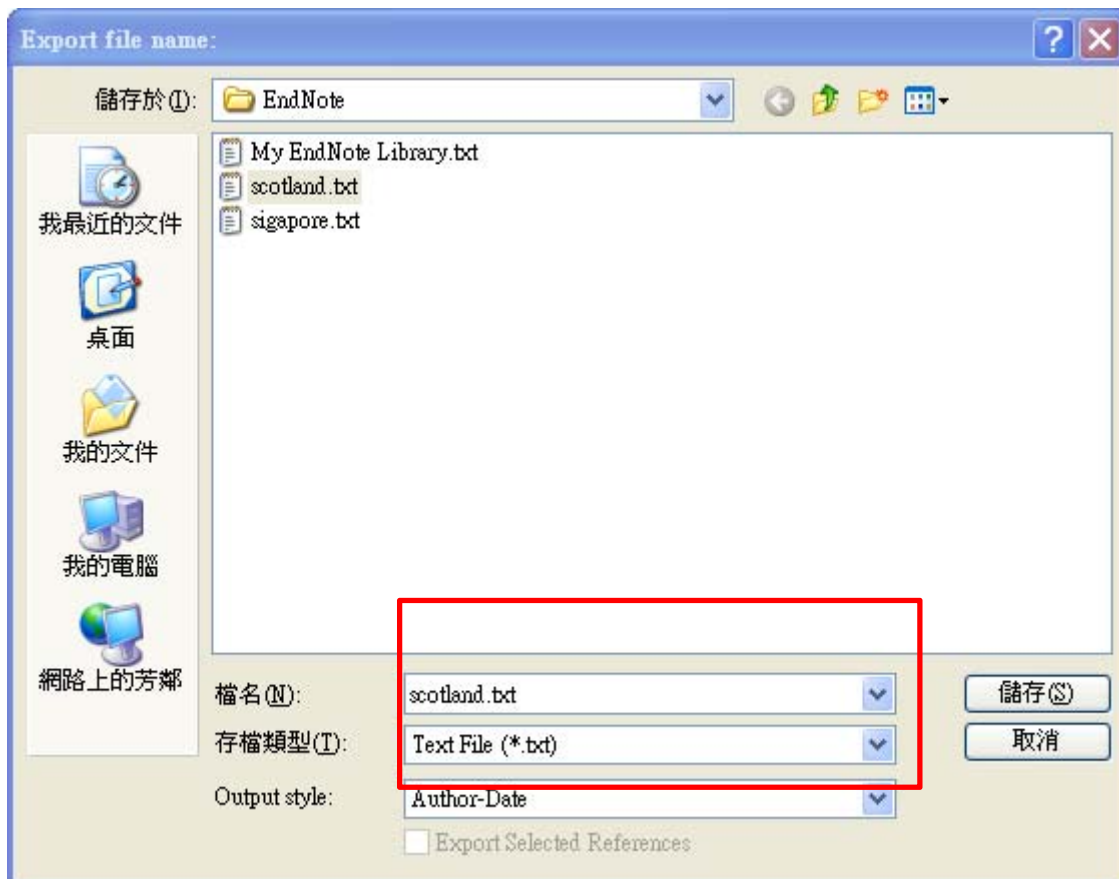 Export file name:
儲存於(I): EndNote
我最近的文件
桌面
我的文件
我的電腦
網路上的芳鄰
My EndNote Library.txt
scotland.txt
sigapore.txt
檔名(N): scotland.txt 儲存(S)
存檔類型(T): Text File (*.txt) 取消
Output style: Author-Date
Export Selected References